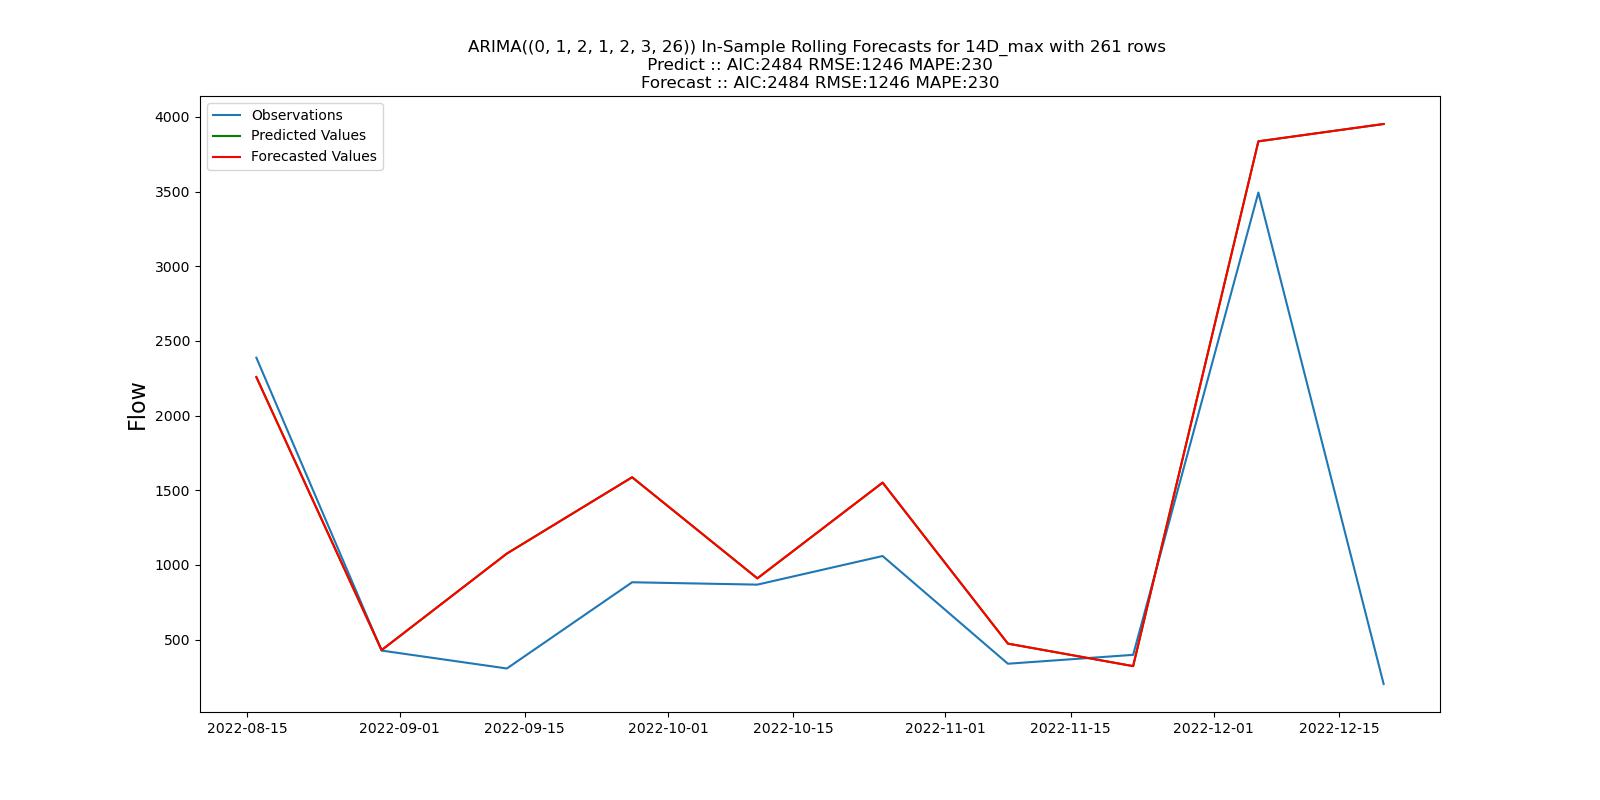 ARIMA((0, 1, 2, 1, 2, 3, 26)) In-Sample Rolling Forecasts for 14D_max with 261 rows
Predict :: AIC:2484 RMSE:1246 MAPE:230
Forecast :: AIC:2484 RMSE:1246 MAPE:230
Observations
Predicted Values
Forecasted Values
Flow
4000
3500
3000
2500
2000
1500
1000
500
2022-08-15
2022-09-01
2022-09-15
2022-10-01
2022-10-15
2022-11-01
2022-11-15
2022-12-01
2022-12-15